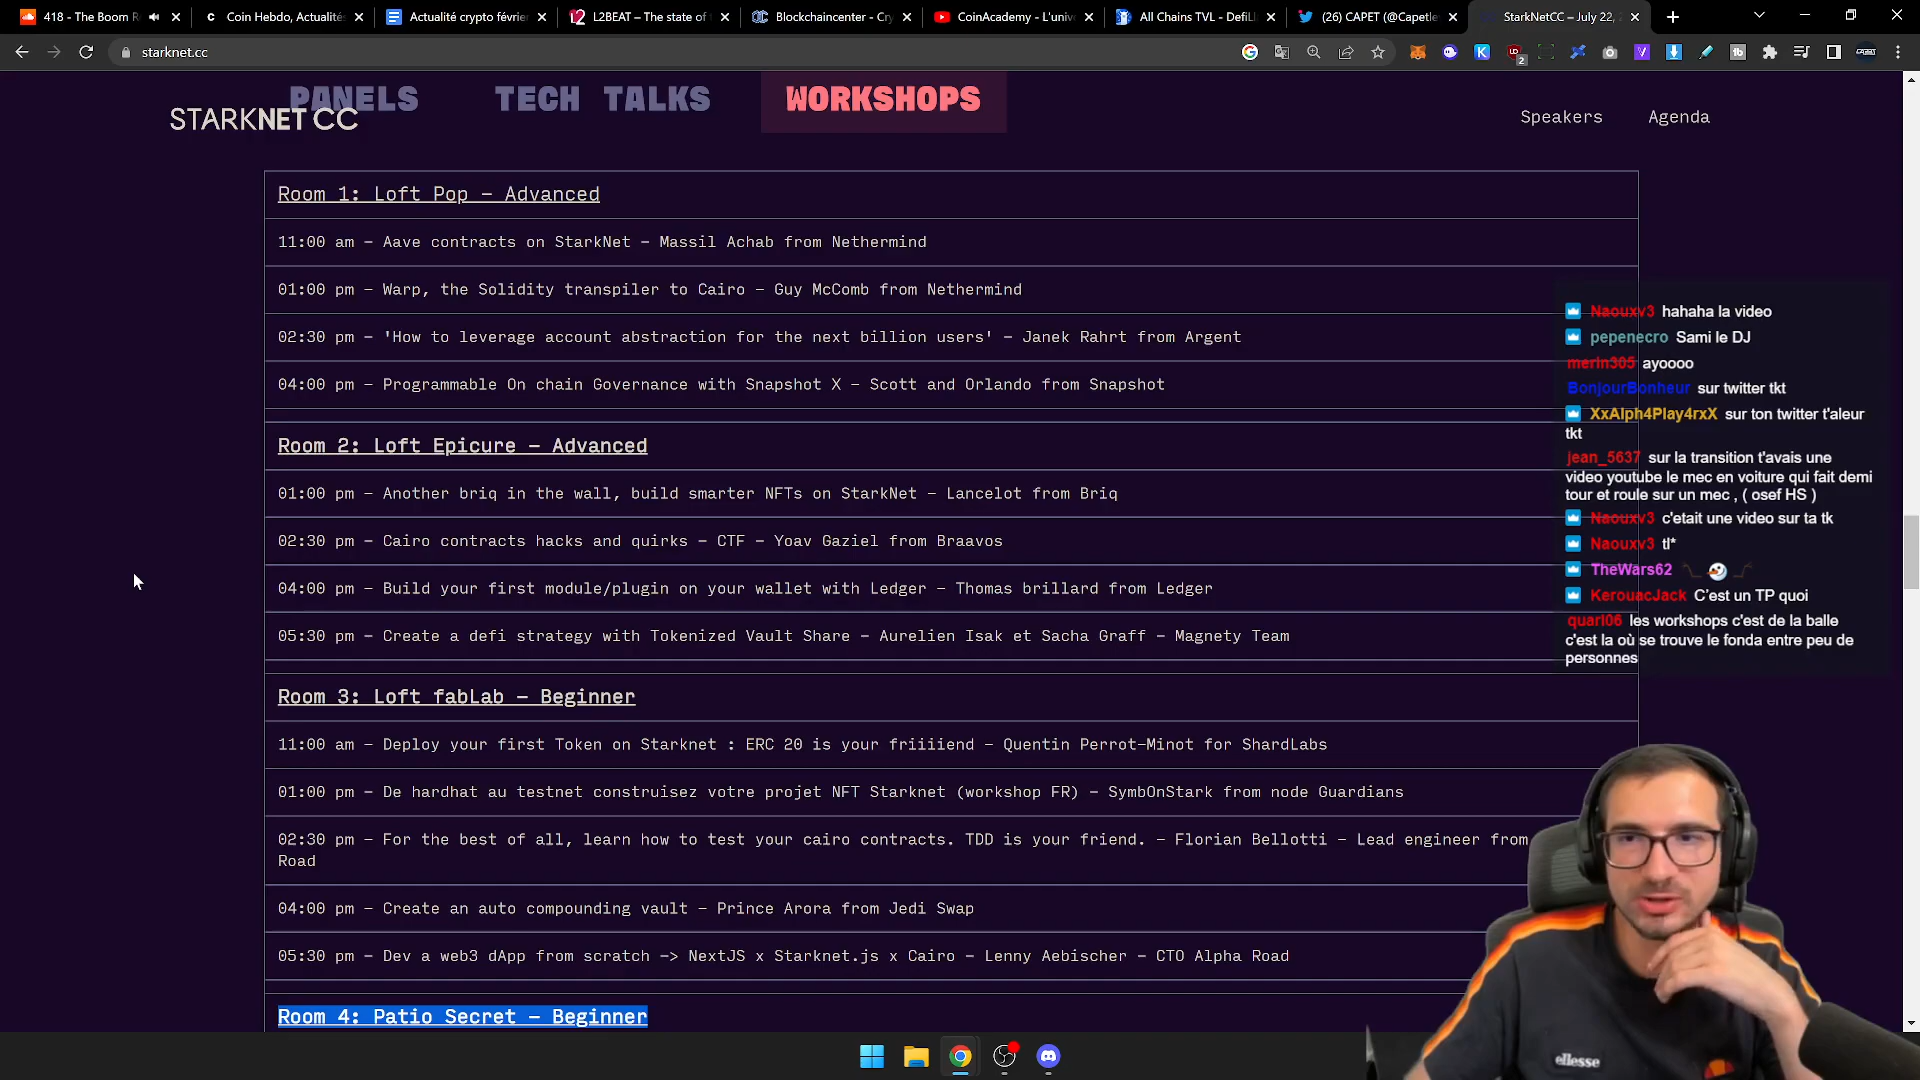 418 - The Boom R
Coin Hebdo, Actualité
Actualité crypto févrie
L2BEAT – The state of
Blockchaincenter - Cry
CoinAcademy - L'univ
All Chains TVL - DefiLl
(26) CAPET (@Capetle
StarkNetCC – July 22,
starknet.cc
PANELS TECH TALKS WORKSHOPS
STARKNET CC
Speakers Agenda
Room 1: Loft Pop – Advanced
11:00 am – Aave contracts on StarkNet – Massil Achab from Nethermind
01:00 pm – Warp, the Solidity transpiler to Cairo – Guy McComb from Nethermind
02:30 pm – 'How to leverage account abstraction for the next billion users' – Janek Rahrt from Argent
04:00 pm – Programmable On chain Governance with Snapshot X – Scott and Orlando from Snapshot
Room 2: Loft Epicure – Advanced
01:00 pm – Another briq in the wall, build smarter NFTs on StarkNet – Lancelot from Briq
02:30 pm – Cairo contracts hacks and quirks – CTF – Yoav Gaziel from Braavos
04:00 pm – Build your first module/plugin on your wallet with Ledger – Thomas brillard from Ledger
05:30 pm – Create a defi strategy with Tokenized Vault Share – Aurelien Isak et Sacha Graff – Magnety Team
Room 3: Loft fabLab – Beginner
11:00 am – Deploy your first Token on Starknet : ERC 20 is your friiiiend – Quentin Perrot-Minot for ShardLabs
01:00 pm – De hardhat au testnet construisez votre projet NFT Starknet (workshop FR) – SymbOnStark from node Guardians
02:30 pm – For the best of all, learn how to test your cairo contracts. TDD is your friend. – Florian Bellotti – Lead engineer from
Road
04:00 pm – Create an auto compounding vault – Prince Arora from Jedi Swap
05:30 pm – Dev a web3 dApp from scratch -> NextJS x Starknet.js x Cairo – Lenny Aebischer – CTO Alpha Road
Room 4: Patio Secret – Beginner
Naouxv3 hahaha la video
pepenecro Sami le DJ
merin305 ayoooo
BonjourBonheur sur twitter tkt
XxAlph4Play4rxX sur ton twitter t'aleur
tkt
jean_5637 sur la transition t'avais une
video youtube le mec en voiture qui fait demi
tour et roule sur un mec , ( osef HS )
Naouxv3 c'etait une video sur ta tk
Naouxv3 tl*
TheWars62
KerouacJack C'est un TP quoi
quarl06 les workshops c'est de la balle
c'est la où se trouve le fonda entre peu de
personnes
ellesse